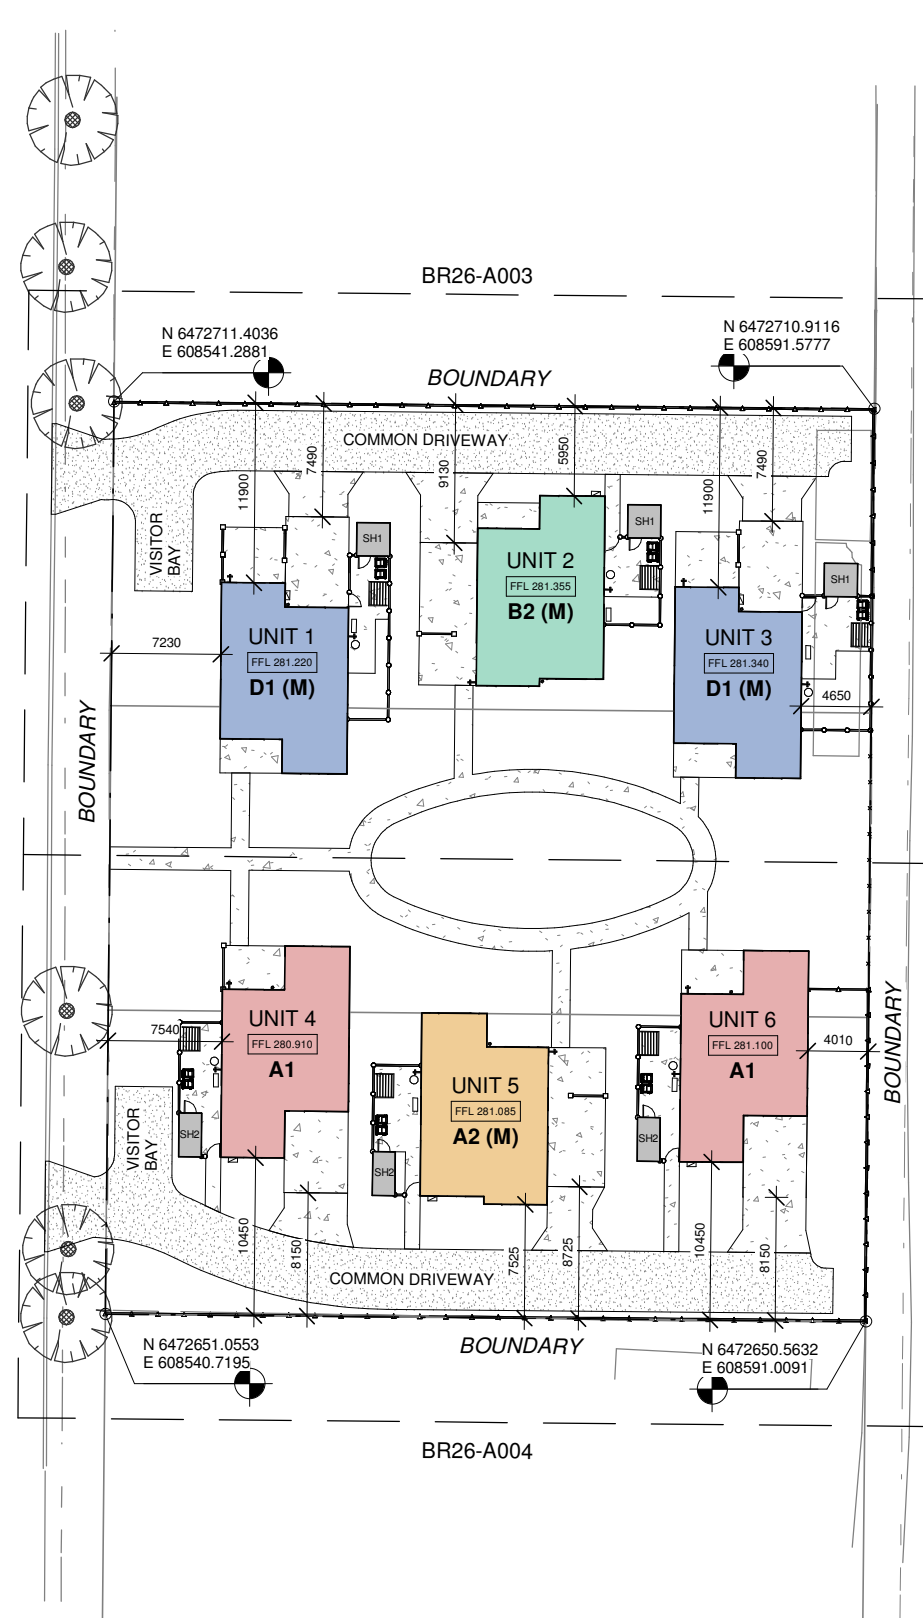 BR26-A003
N 6472711.4036
E 608541.2881
N 6472710.9116
E 608591.5777
BOUNDARY
COMMON DRIVEWAY
11900
7490
9130
5950
11900
7490
VISITOR
BAY
SH1
SH1
SH1
UNIT 2
FFL 281.355
B2 (M)
UNIT 1
FFL 281.220
D1 (M)
UNIT 3
FFL 281.340
D1 (M)
7230
4650
BOUNDARY
UNIT 4
FFL 280.910
A1
UNIT 6
FFL 281.100
A1
UNIT 5
FFL 281.085
A2 (M)
7540
4010
BOUNDARY
VISITOR
BAY
SH2
SH2
SH2
10450
8150
7525
8725
10450
8150
COMMON DRIVEWAY
BOUNDARY
N 6472651.0553
E 608540.7195
N 6472650.5632
E 608591.0091
BR26-A004